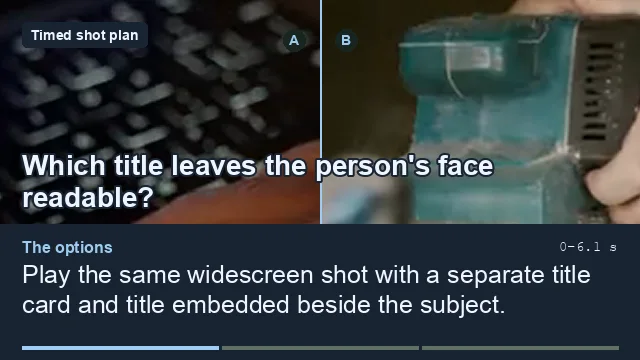 Timed shot plan
A
B
Which title leaves the person's face
readable?
The options
0–6.1 s
Play the same widescreen shot with a separate title
card and title embedded beside the subject.